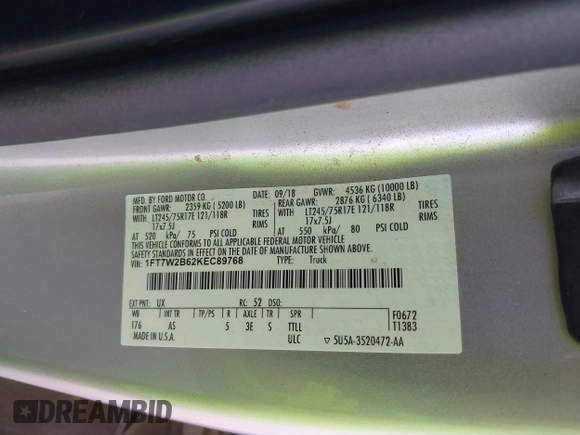 MFD. BY FORD MOTOR CO. DATE: 09/18 GVWR: 4536 KG (10000 LB)
FRONT GAWR: 2359 KG (5200 LB) REAR GAWR: 2876 KG (6340 LB)
WITH LT245/75R17E 121/118R TIRES WITH LT245/75R17E 121/118R TIRES
17x7.5J RIMS 17x7.5J RIMS
AT 520 kPa/ 75 PSI COLD AT 550 kPa/ 80 PSI COLD
THIS VEHICLE CONFORMS TO ALL APPLICABLE FEDERAL MOTOR VEHICLE
SAFETY STANDARDS IN EFFECT ON THE DATE OF MANUFACTURE SHOWN ABOVE.
VIN: 1FT7W2B62KEC89768 TYPE: Truck
EXT PNT: UX RC: 52 DSO:
WB INT TR TP/PS R AXLE TR SPR F0672
176 AS 5 3E S TTLL T1383
MADE IN U.S.A. ULC ▽ 5U5A-3520472-AA
DREAMBID